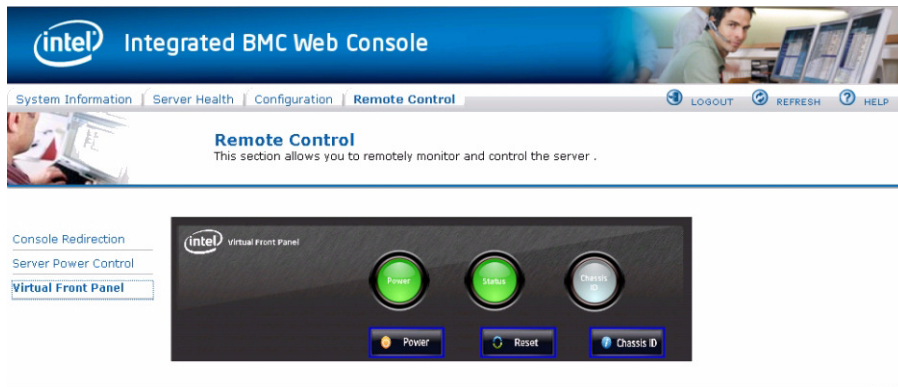 intel Integrated BMC Web Console
System Information Server Health Configuration Remote Control LOGOUT REFRESH HELP
Remote Control
This section allows you to remotely monitor and control the server .
Console Redirection
Server Power Control
Virtual Front Panel
intel Virtual Front Panel
Power Status Chassis ID
Power Reset Chassis ID